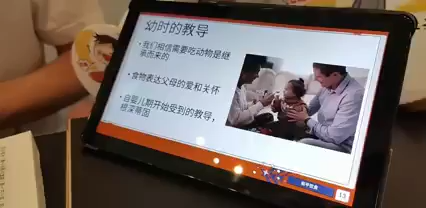 幼时的教导
• 我们相信需要吃动物是继
承而来的
• 食物表达父母的爱和关怀
• 自婴儿期开始受到的教导，
根深蒂固
13